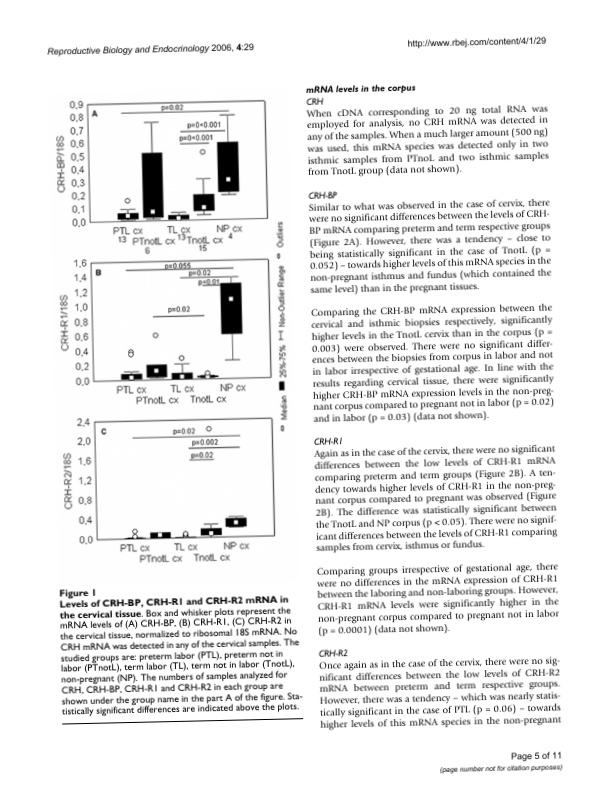 Reproductive Biology and Endocrinology 2006, 4:29
http://www.rbej.com/content/4/1/29
0,9
0,8
0,7
0,6
0,5
0,4
0,3
0,2
0,1
0,0
CRH-BP/18S
A
p=0.02
p=0+0.001
p=0+0.001
PTL cx
TL cx
NP cx
13
PTnotL cx
13
TnotL cx
4
6
15
1,6
1,4
1,2
1,0
0,8
0,6
0,4
0,2
0,0
CRH-R1/18S
B
p=0.055
p=0.02
p=0.01
p=0.02
PTL cx
TL cx
NP cx
PTnotL cx
TnotL cx
2,4
2,0
1,6
1,2
0,8
0,4
0,0
CRH-R2/18S
C
p=0.02
p=0.002
p=0.02
PTL cx
TL cx
NP cx
PTnotL cx
TnotL cx
Median
25%-75%
Non-Outlier Range
Outliers
Figure 1
Levels of CRH-BP, CRH-R1 and CRH-R2 mRNA in
the cervical tissue. Box and whisker plots represent the
mRNA levels of (A) CRH-BP, (B) CRH-R1, (C) CRH-R2 in
the cervical tissue, normalized to ribosomal 18S mRNA. No
CRH mRNA was detected in any of the cervical samples. The
studied groups are: preterm labor (PTL), preterm not in
labor (PTnotL), term labor (TL), term not in labor (TnotL),
non-pregnant (NP). The numbers of samples analyzed for
CRH, CRH-BP, CRH-R1 and CRH-R2 in each group are
shown under the group name in the part A of the figure. Sta-
tistically significant differences are indicated above the plots.
mRNA levels in the corpus
CRH
When cDNA corresponding to 20 ng total RNA was
employed for analysis, no CRH mRNA was detected in
any of the samples. When a much larger amount (500 ng)
was used, this mRNA species was detected only in two
isthmic samples from PTnoL and two isthmic samples
from TnotL group (data not shown).
CRH-BP
Similar to what was observed in the case of cervix, there
were no significant differences between the levels of CRH-
BP mRNA comparing preterm and term respective groups
(Figure 2A). However, there was a tendency – close to
being statistically significant in the case of TnotL (p =
0.052) – towards higher levels of this mRNA species in the
non-pregnant isthmus and fundus (which contained the
same level) than in the pregnant tissues.
Comparing the CRH-BP mRNA expression between the
cervical and isthmic biopsies respectively, significantly
higher levels in the TnotL cervix than in the corpus (p =
0.003) were observed. There were no significant differ-
ences between the biopsies from corpus in labor and not
in labor irrespective of gestational age. In line with the
results regarding cervical tissue, there were significantly
higher CRH-BP mRNA expression levels in the non-preg-
nant corpus compared to pregnant not in labor (p = 0.02)
and in labor (p = 0.03) (data not shown).
CRH-R1
Again as in the case of the cervix, there were no significant
differences between the low levels of CRH-R1 mRNA
comparing preterm and term groups (Figure 2B). A ten-
dency towards higher levels of CRH-R1 in the non-preg-
nant corpus compared to pregnant was observed (Figure
2B). The difference was statistically significant between
the TnotL and NP corpus (p < 0.05). There were no signif-
icant differences between the levels of CRH-R1 comparing
samples from cervix, isthmus or fundus.
Comparing groups irrespective of gestational age, there
were no differences in the mRNA expression of CRH-R1
between the laboring and non-laboring groups. However,
CRH-R1 mRNA levels were significantly higher in the
non-pregnant corpus compared to pregnant not in labor
(p = 0.0001) (data not shown).
CRH-R2
Once again as in the case of the cervix, there were no sig-
nificant differences between the low levels of CRH-R2
mRNA between preterm and term respective groups.
However, there was a tendency – which was nearly statis-
tically significant in the case of PTL (p = 0.06) – towards
higher levels of this mRNA species in the non-pregnant
Page 5 of 11
(page number not for citation purposes)